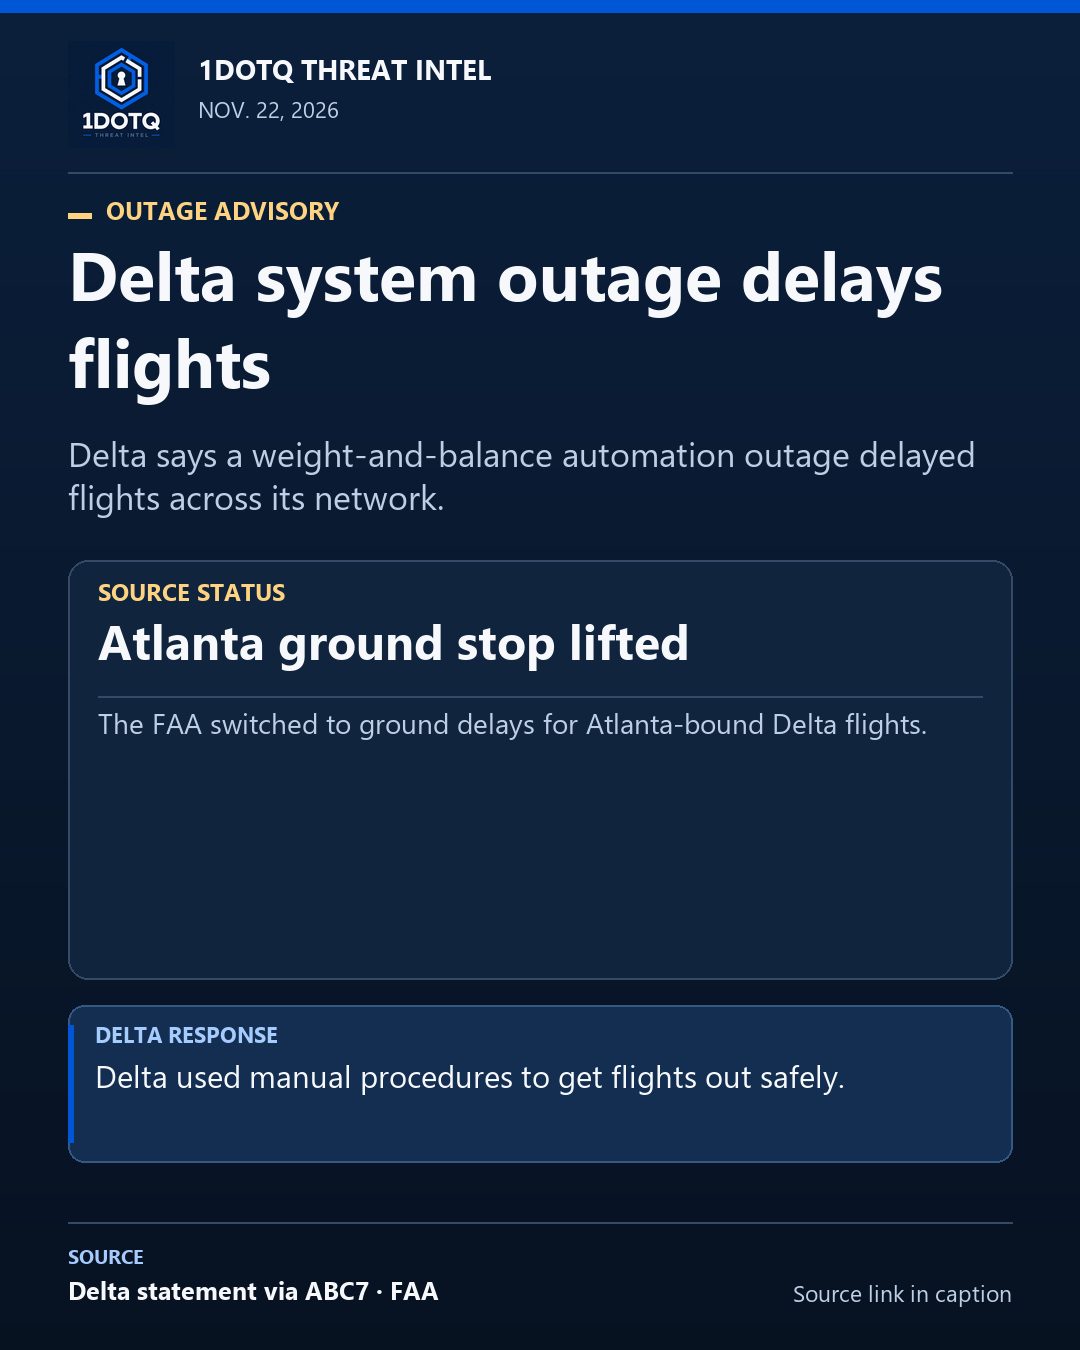 1DOTQ THREAT INTEL
NOV. 22, 2026
1DOTQ
THREAT INTEL
OUTAGE ADVISORY
Delta system outage delays
flights
Delta says a weight-and-balance automation outage delayed
flights across its network.
SOURCE STATUS
Atlanta ground stop lifted
The FAA switched to ground delays for Atlanta-bound Delta flights.
DELTA RESPONSE
Delta used manual procedures to get flights out safely.
SOURCE
Delta statement via ABC7 · FAA
Source link in caption